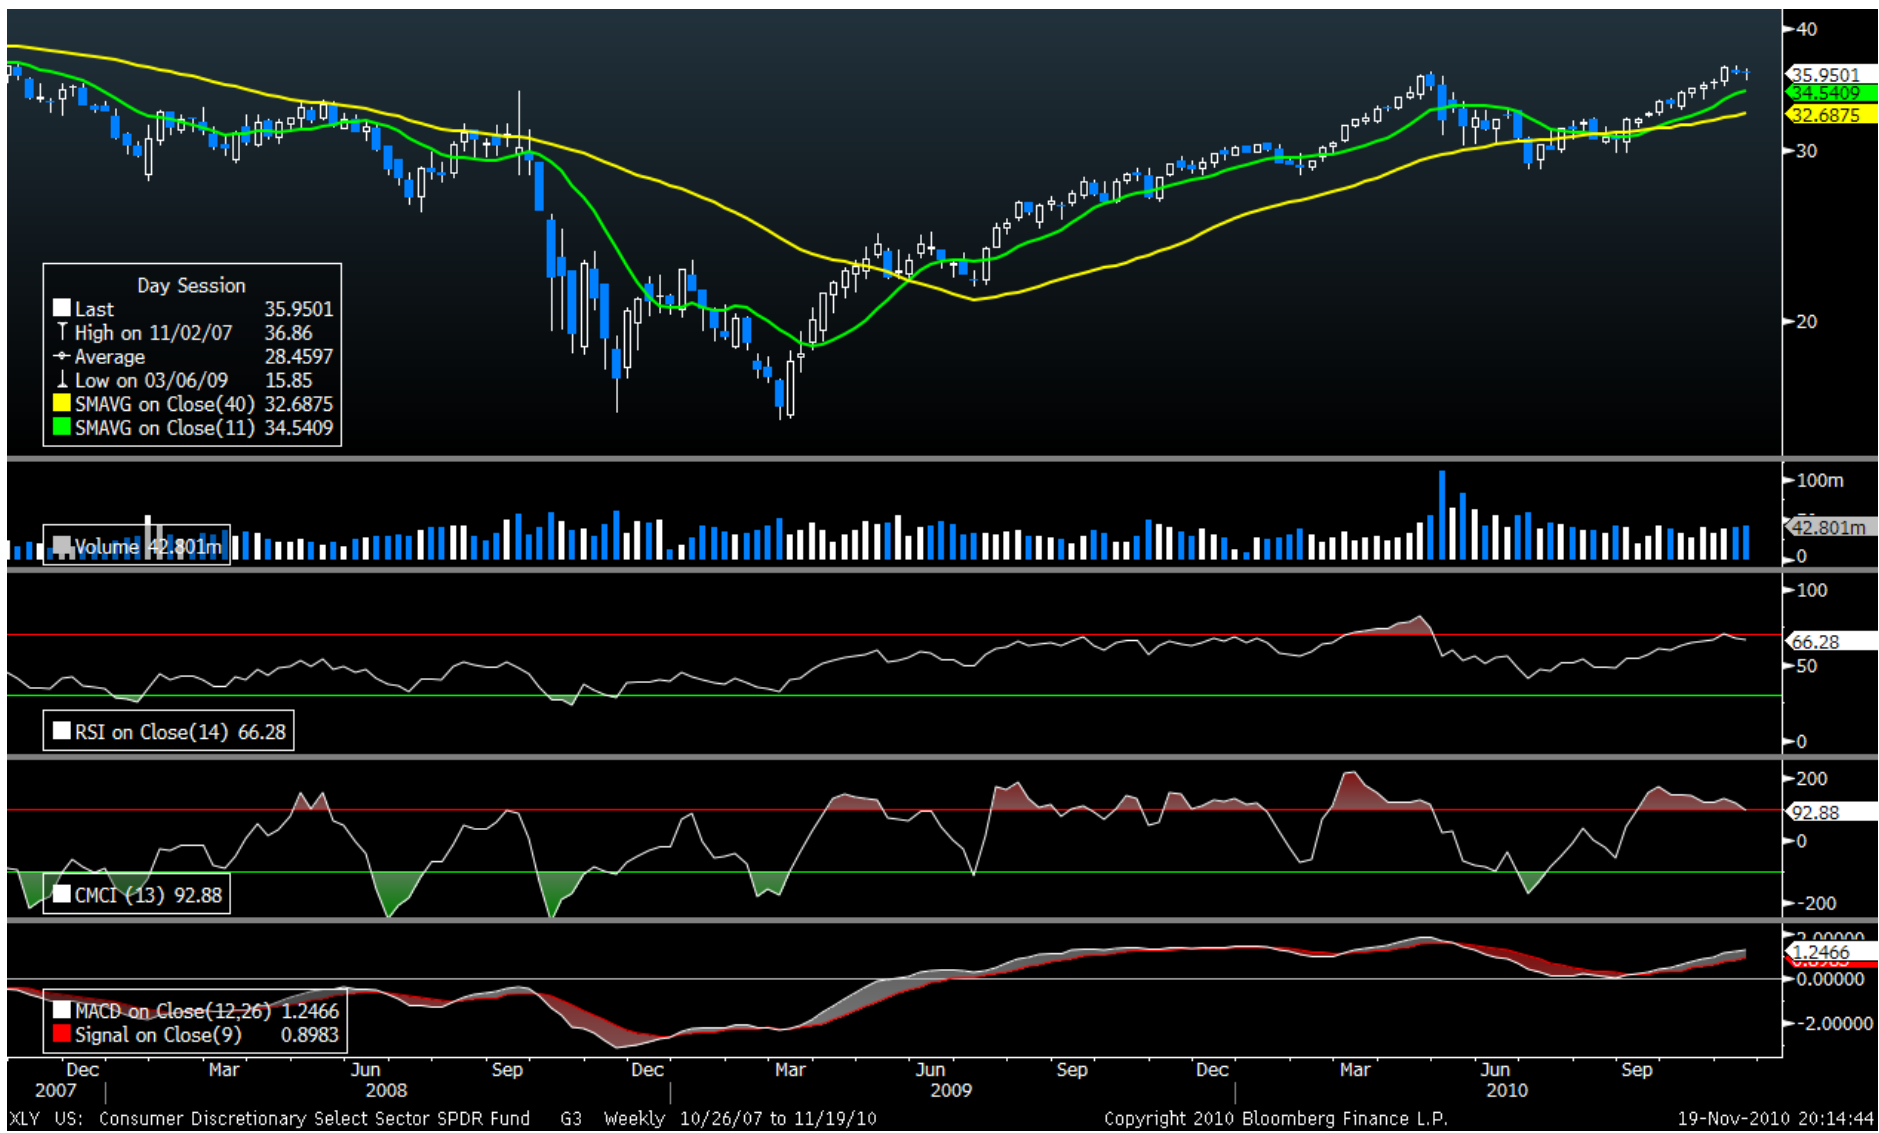 40
35.9501
34.5409
32.6875
30
20
Day Session
Last 35.9501
High on 11/02/07 36.86
Average 28.4597
Low on 03/06/09 15.85
SMAVG on Close(40) 32.6875
SMAVG on Close(11) 34.5409
100m
42.801m
0
Volume 42.801m
100
66.28
50
0
RSI on Close(14) 66.28
200
92.88
0
-200
CMCI (13) 92.88
2.00000
1.2466
0.8983
0.00000
-2.00000
MACD on Close(12,26) 1.2466
Signal on Close(9) 0.8983
Dec Mar Jun Sep Dec Mar Jun Sep Dec Mar Jun Sep
2007 2008 2009 2010
XLY US: Consumer Discretionary Select Sector SPDR Fund G3 Weekly 10/26/07 to 11/19/10 Copyright 2010 Bloomberg Finance L.P. 19-Nov-2010 20:14:44